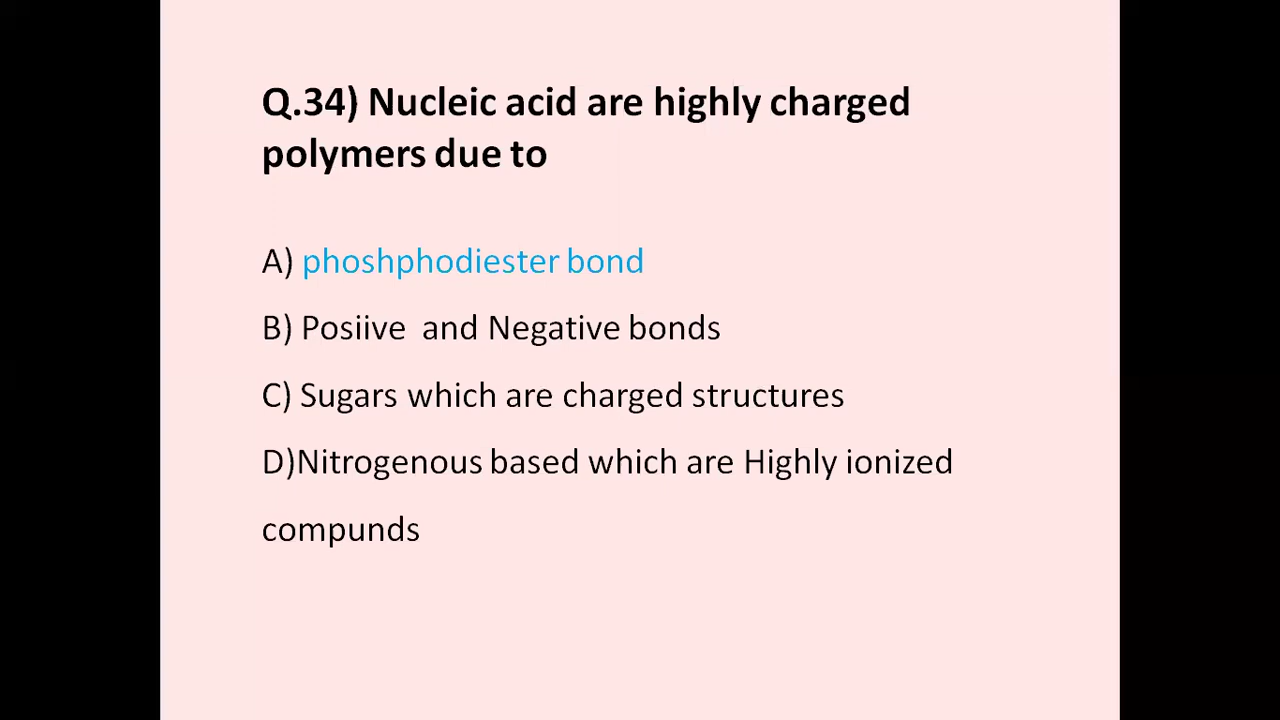 Q.34) Nucleic acid are highly charged
polymers due to
A) phoshphodiester bond
B) Posiive and Negative bonds
C) Sugars which are charged structures
D)Nitrogenous based which are Highly ionized
compunds